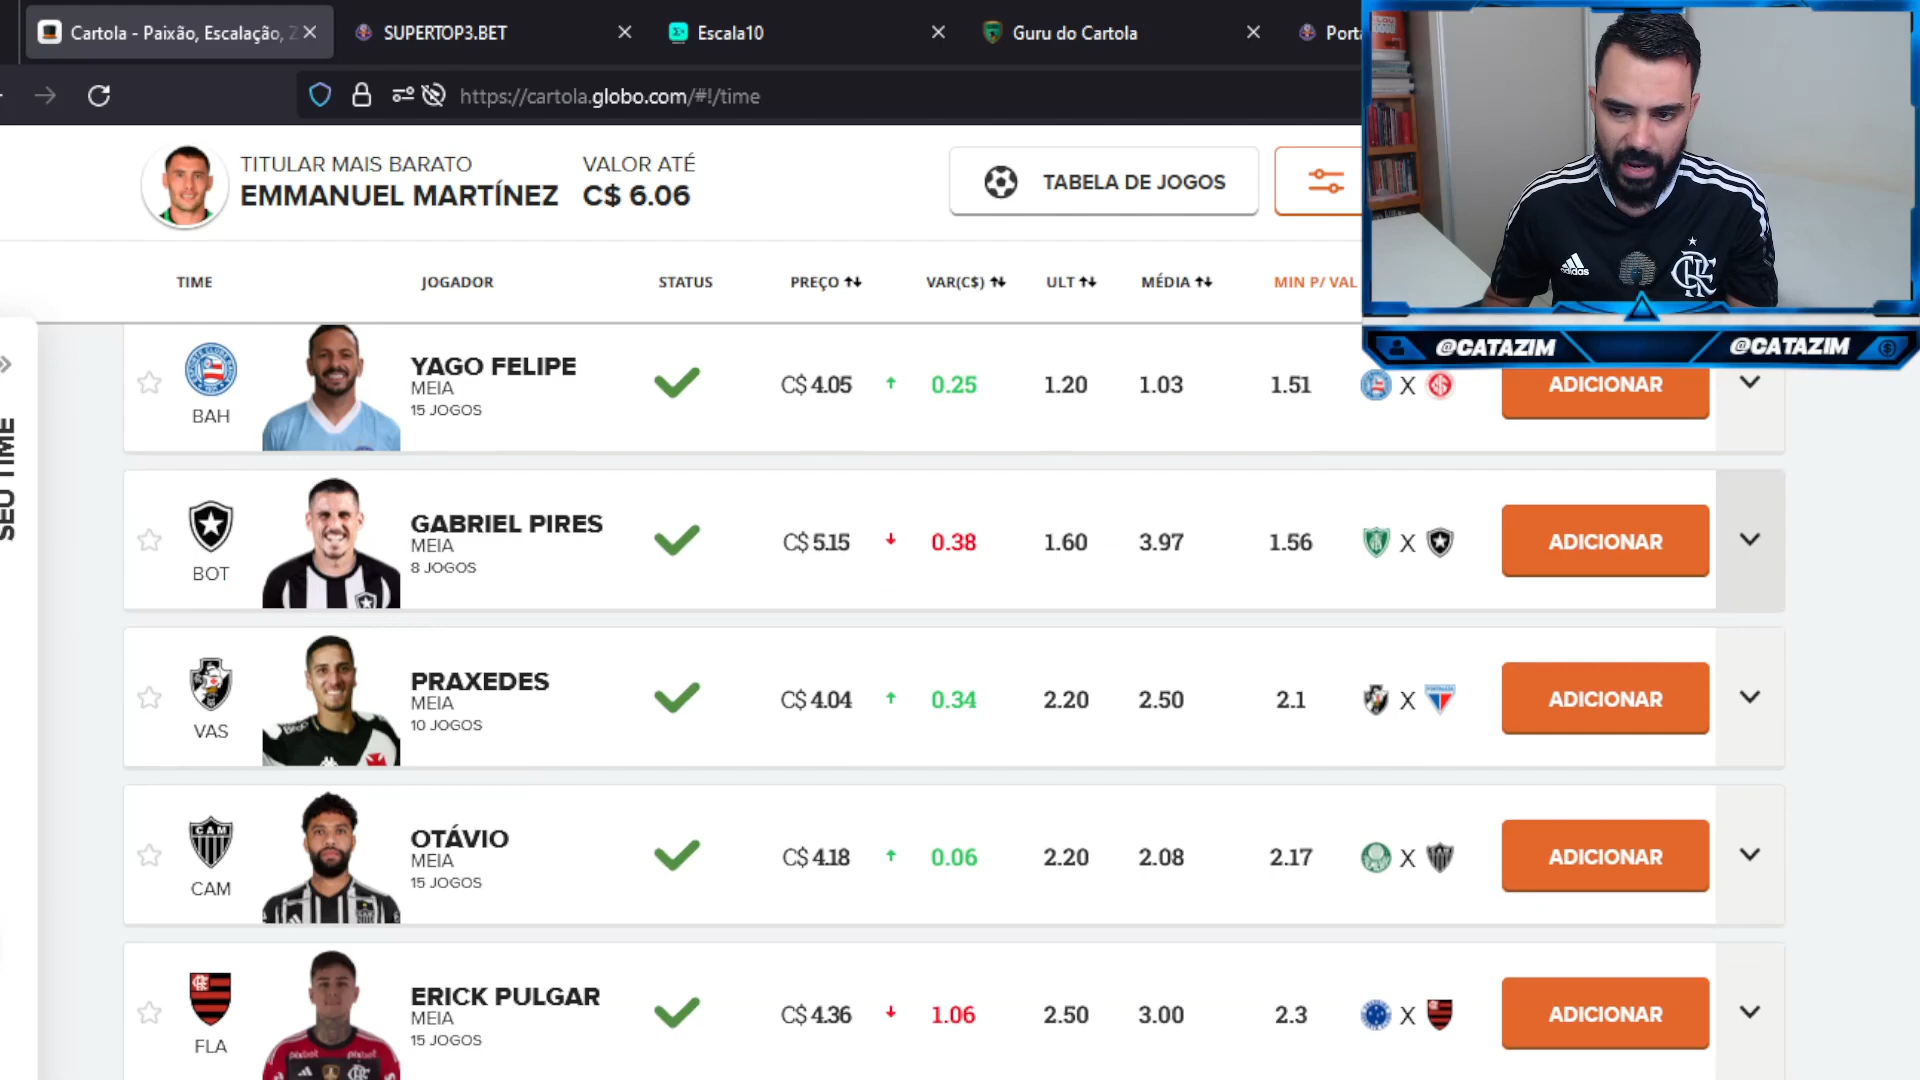 Cartola - Paixão, Escalação, Z
SUPERTOP3.BET
Escala10
Guru do Cartola
Porta
https://cartola.globo.com/#!/time
TITULAR MAIS BARATO
EMMANUEL MARTÍNEZ
VALOR ATÉ
C$ 6.06
TABELA DE JOGOS
TIME JOGADOR STATUS PREÇO VAR(C$) ULT MÉDIA MIN P/ VAL
SEU TIME
@CATAZIM @CATAZIM
adidas
BAH
YAGO FELIPE
MEIA
15 JOGOS
C$ 4.05 0.25 1.20 1.03 1.51 X ADICIONAR
BOT
GABRIEL PIRES
MEIA
8 JOGOS
C$ 5.15 0.38 1.60 3.97 1.56 X ADICIONAR
VAS
PRAXEDES
MEIA
10 JOGOS
C$ 4.04 0.34 2.20 2.50 2.1 X ADICIONAR
CAM
CAM
OTÁVIO
MEIA
15 JOGOS
C$ 4.18 0.06 2.20 2.08 2.17 X ADICIONAR
FLA
ERICK PULGAR
MEIA
15 JOGOS
C$ 4.36 1.06 2.50 3.00 2.3 X ADICIONAR
pixbet